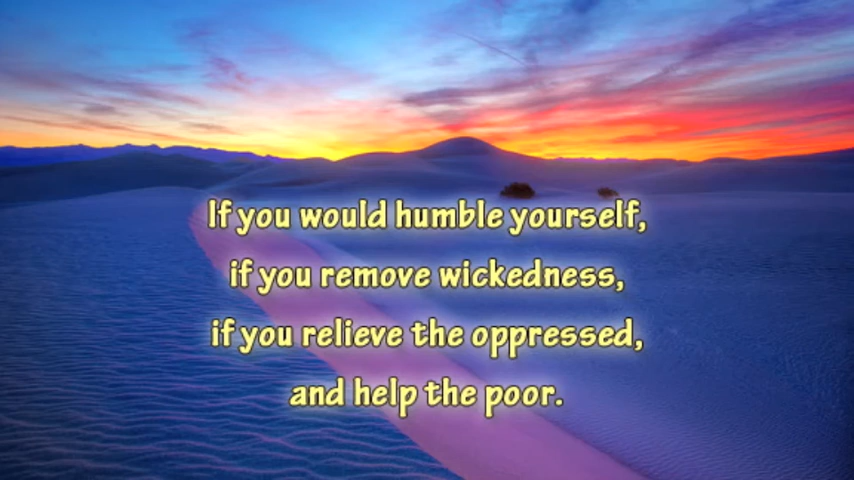 If you would humble yourself,
if you remove wickedness,
if you relieve the oppressed,
and help the poor.